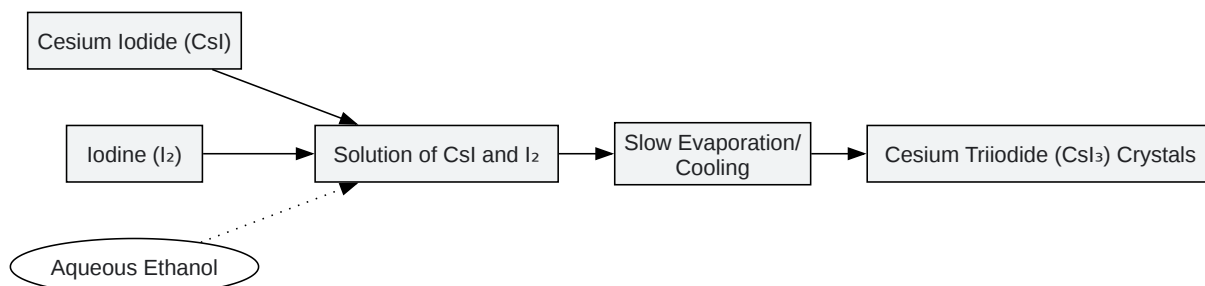 Cesium Iodide (CsI)
Iodine (I₂)
Solution of CsI and I₂
Slow Evaporation/
Cooling
Cesium Triiodide (CsI₃) Crystals
Aqueous Ethanol